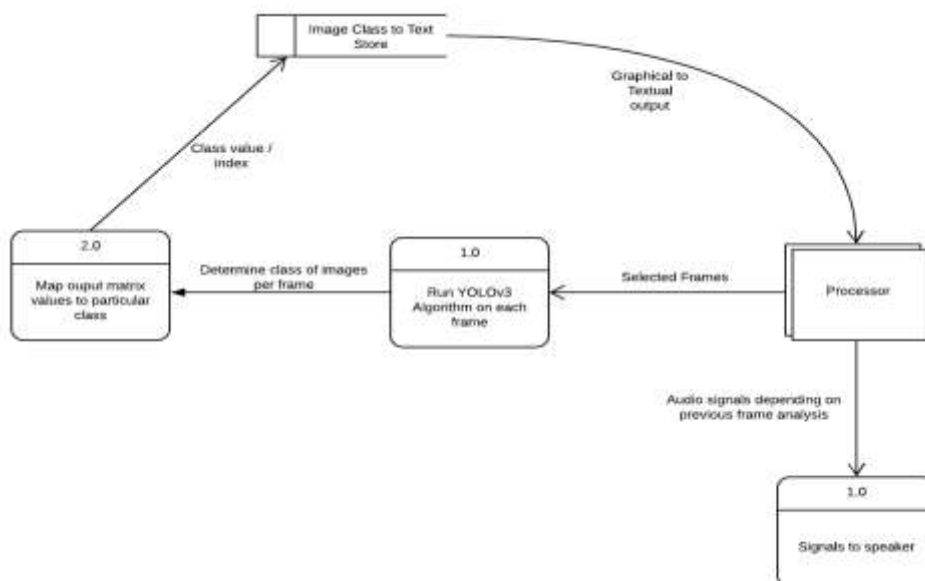 Image Class to Text
Store
Graphical to
Textual
output
Class value /
index
2.0
Map ouput matrix
values to particular
class
Determine class of images
per frame
1.0
Run YOLOv3
Algorithm on each
frame
Selected Frames
Processor
Audio signals depending on
previous frame analysis
1.0
Signals to speaker